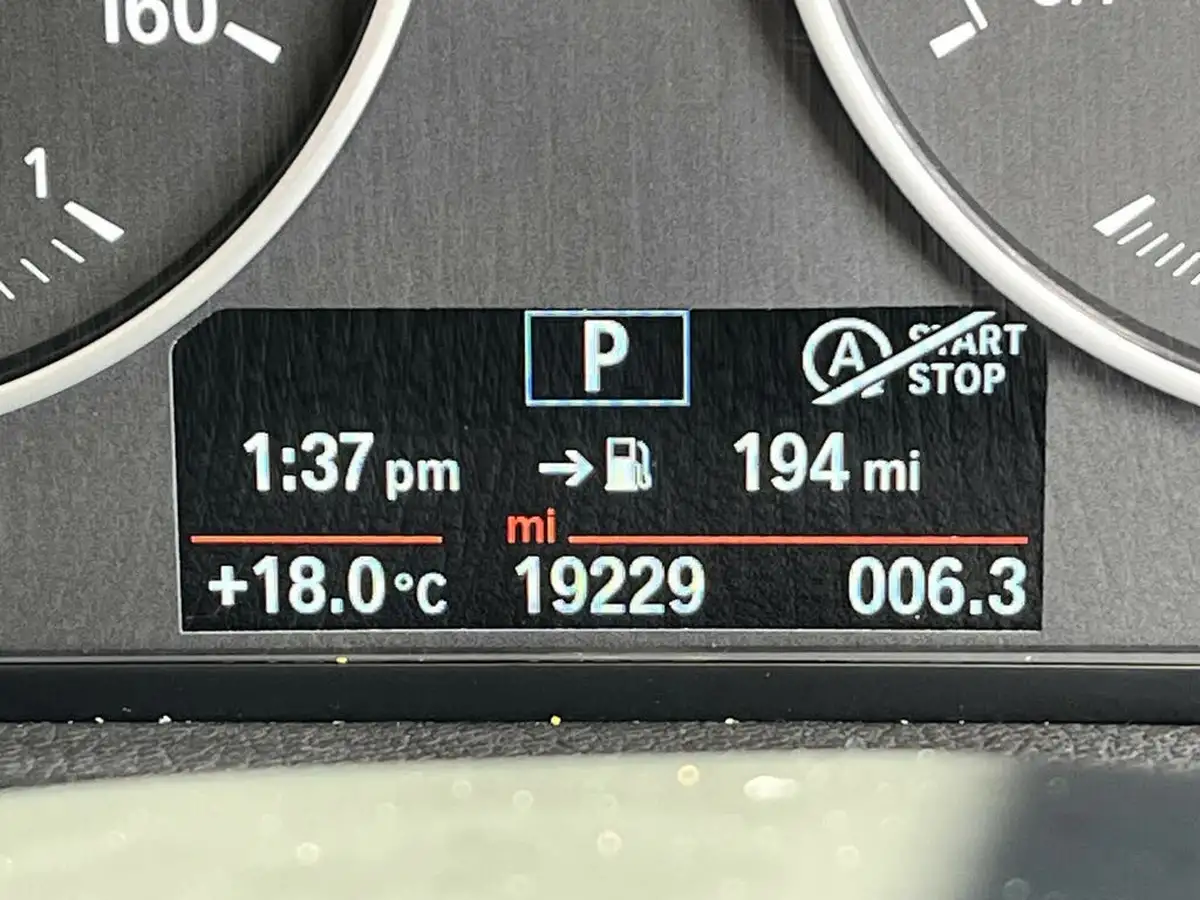 160
1
P
A START
STOP
1:37 pm 194 mi
mi
+18.0°C 19229 006.3